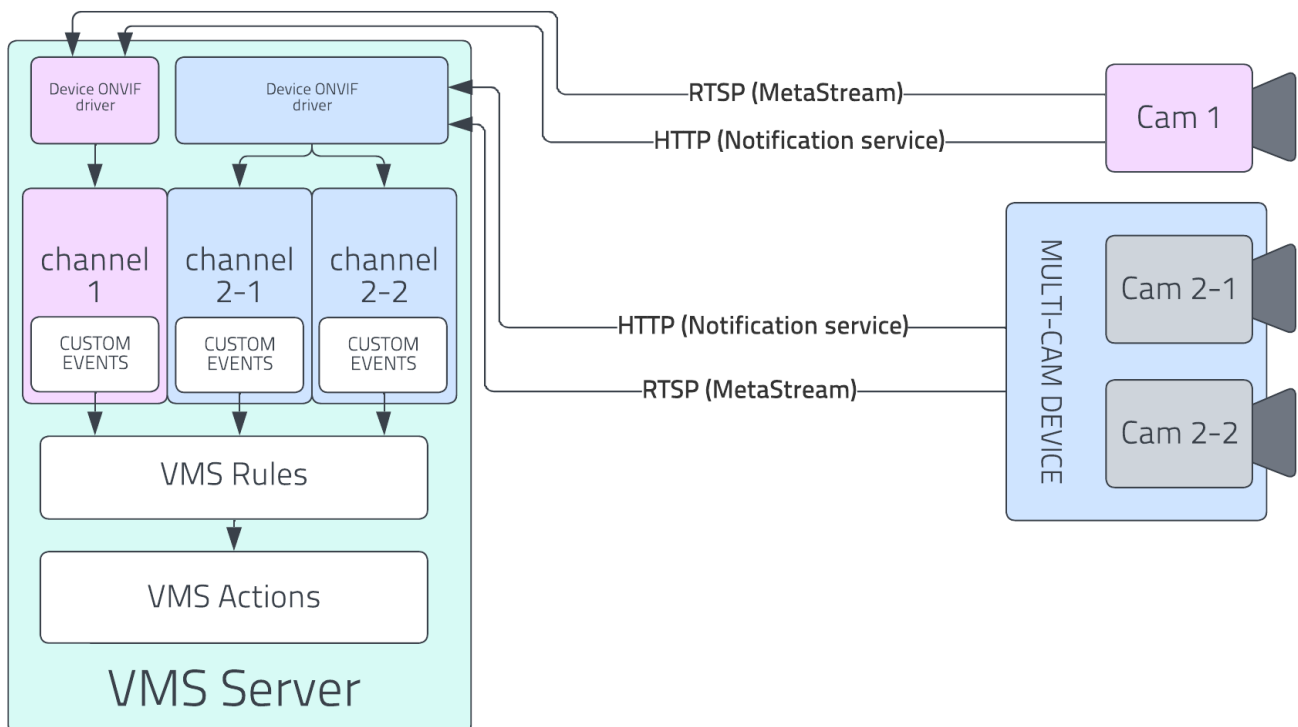 Device ONVIF
driver
Device ONVIF
driver
RTSP (MetaStream)
HTTP (Notification service)
Cam 1
channel
1
channel
2-1
channel
2-2
CUSTOM
EVENTS
CUSTOM
EVENTS
CUSTOM
EVENTS
HTTP (Notification service)
RTSP (MetaStream)
MULTI-CAM DEVICE
Cam 2-1
Cam 2-2
VMS Rules
VMS Actions
VMS Server